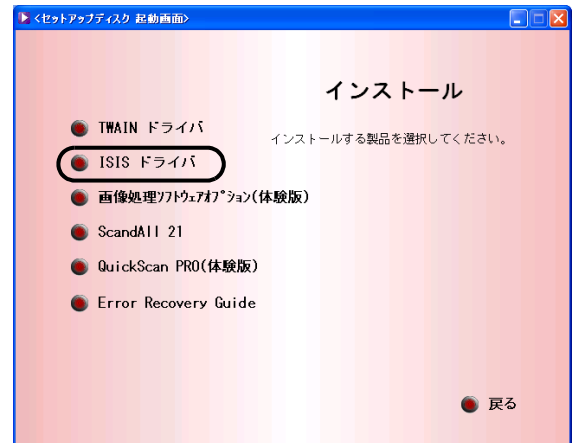 <セットアップディスク 起動画面>
インストール
インストールする製品を選択してください。
TWAIN ドライバ
ISIS ドライバ
画像処理ソフトウェアオプション(体験版)
ScandAll 21
QuickScan PRO(体験版)
Error Recovery Guide
戻る